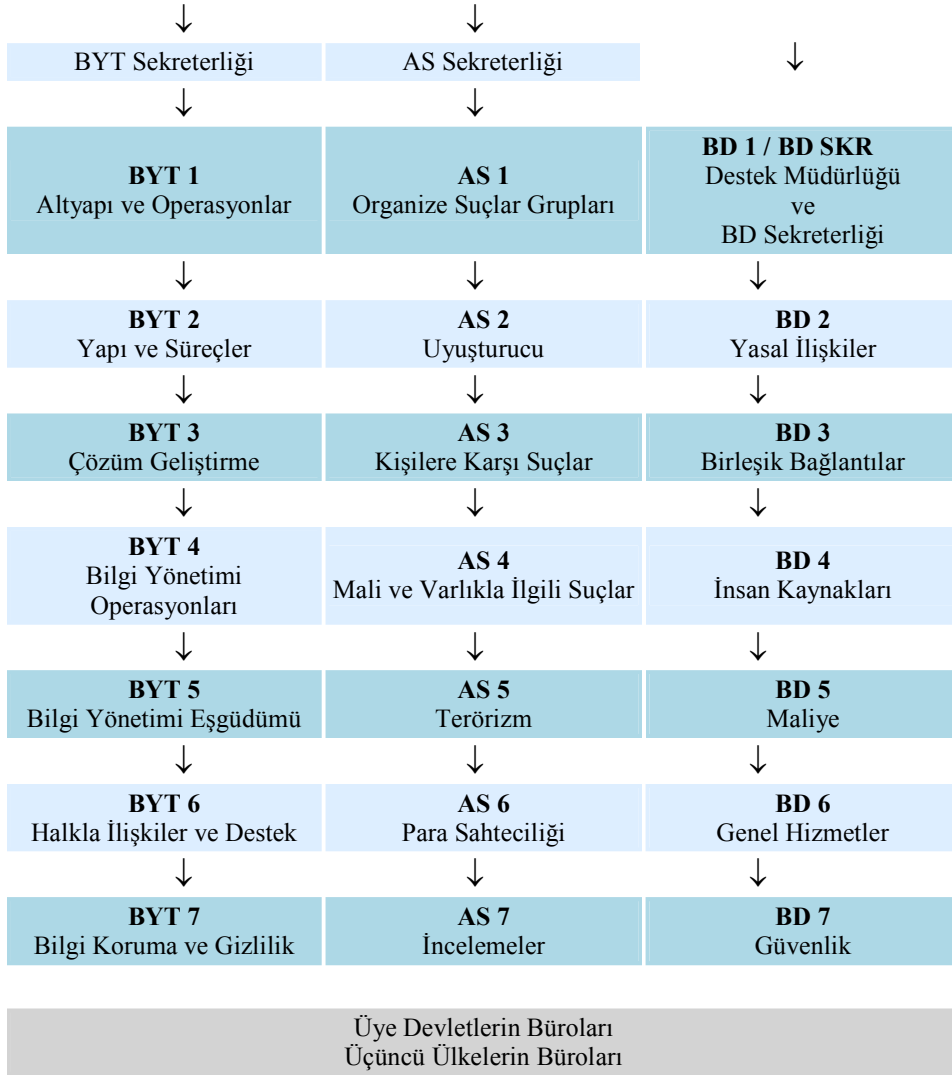 ↓ ↓
BYT Sekreterliği AS Sekreterliği ↓
↓ ↓
BYT 1
Altyapı ve Operasyonlar
AS 1
Organize Suçlar Grupları
BD 1 / BD SKR
Destek Müdürlüğü
ve
BD Sekreterliği
↓ ↓ ↓
BYT 2
Yapı ve Süreçler
AS 2
Uyuşturucu
BD 2
Yasal İlişkiler
↓ ↓ ↓
BYT 3
Çözüm Geliştirme
AS 3
Kişilere Karşı Suçlar
BD 3
Birleşik Bağlantılar
↓ ↓ ↓
BYT 4
Bilgi Yönetimi
Operasyonları
AS 4
Mali ve Varlıkla İlgili Suçlar
BD 4
İnsan Kaynakları
↓ ↓ ↓
BYT 5
Bilgi Yönetimi Eşgüdümü
AS 5
Terörizm
BD 5
Maliye
↓ ↓ ↓
BYT 6
Halkla İlişkiler ve Destek
AS 6
Para Sahteciliği
BD 6
Genel Hizmetler
↓ ↓ ↓
BYT 7
Bilgi Koruma ve Gizlilik
AS 7
İncelemeler
BD 7
Güvenlik
Üye Devletlerin Büroları
Üçüncü Ülkelerin Büroları